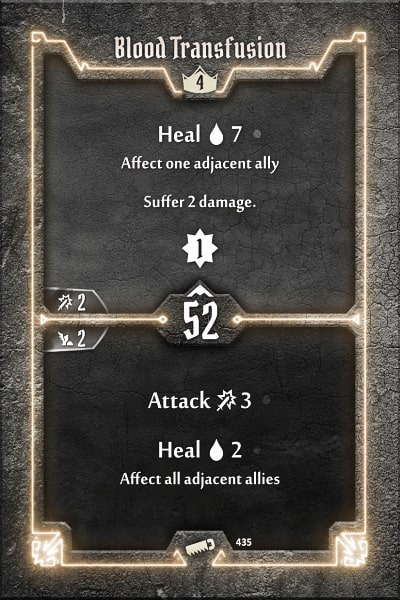 Blood Transfusion
4
Heal 7
Affect one adjacent ally
Suffer 2 damage.
1
2
52
2
Attack 3
Heal 2
Affect all adjacent allies
435